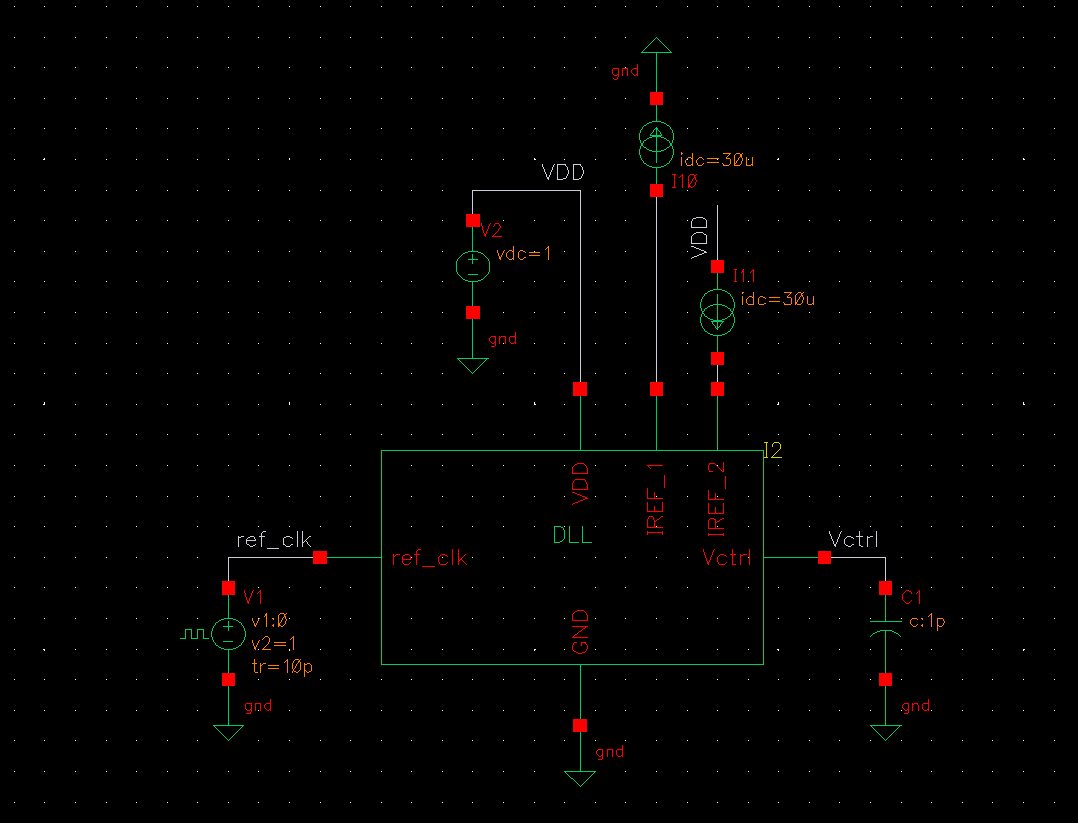 gnd
idc=30u
I10
VDD
V2
vdc=1
gnd
VDD
I11
idc=30u
I2
VDD
IREF_1
IREF_2
DLL
ref_clk
ref_clk
Vctrl
Vctrl
V1
v1:0
v2=1
tr=10p
gnd
GND
gnd
C1
c:1p
gnd